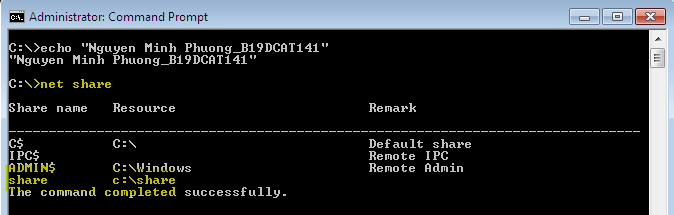 Administrator: Command Prompt
C:\>echo "Nguyen Minh Phuong_B19DCAT141"
"Nguyen Minh Phuong_B19DCAT141"
C:\>net share
Share name Resource Remark
-------------------------------------------------------------------------------
C$ C:\ Default share
IPC$ Remote IPC
ADMIN$ C:\Windows Remote Admin
share c:\share
The command completed successfully.